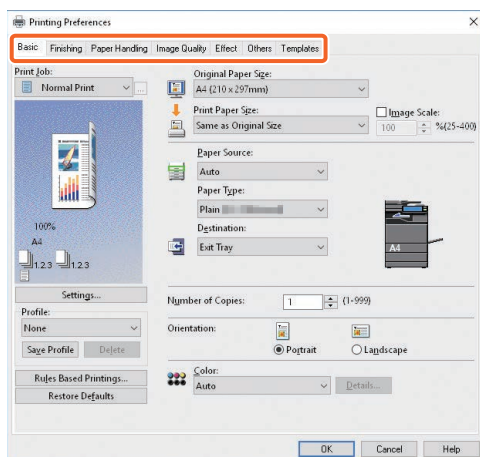 Printing Preferences
Basic Finishing Paper Handling Image Quality Effect Others Templates
Print Job:
Normal Print
...
100%
A4
1.2.3 1.2.3
Settings...
Profile:
None
Save Profile Delete
Rules Based Printings...
Restore Defaults
Original Paper Size:
A4 (210 x 297mm)
Print Paper Size:
Same as Original Size
Image Scale:
100 %(25-400)
Paper Source:
Auto
Paper Type:
Plain
Destination:
Exit Tray
A4
Number of Copies: 1 (1-999)
Orientation:
Portrait Landscape
Color:
Auto Details...
OK Cancel Help